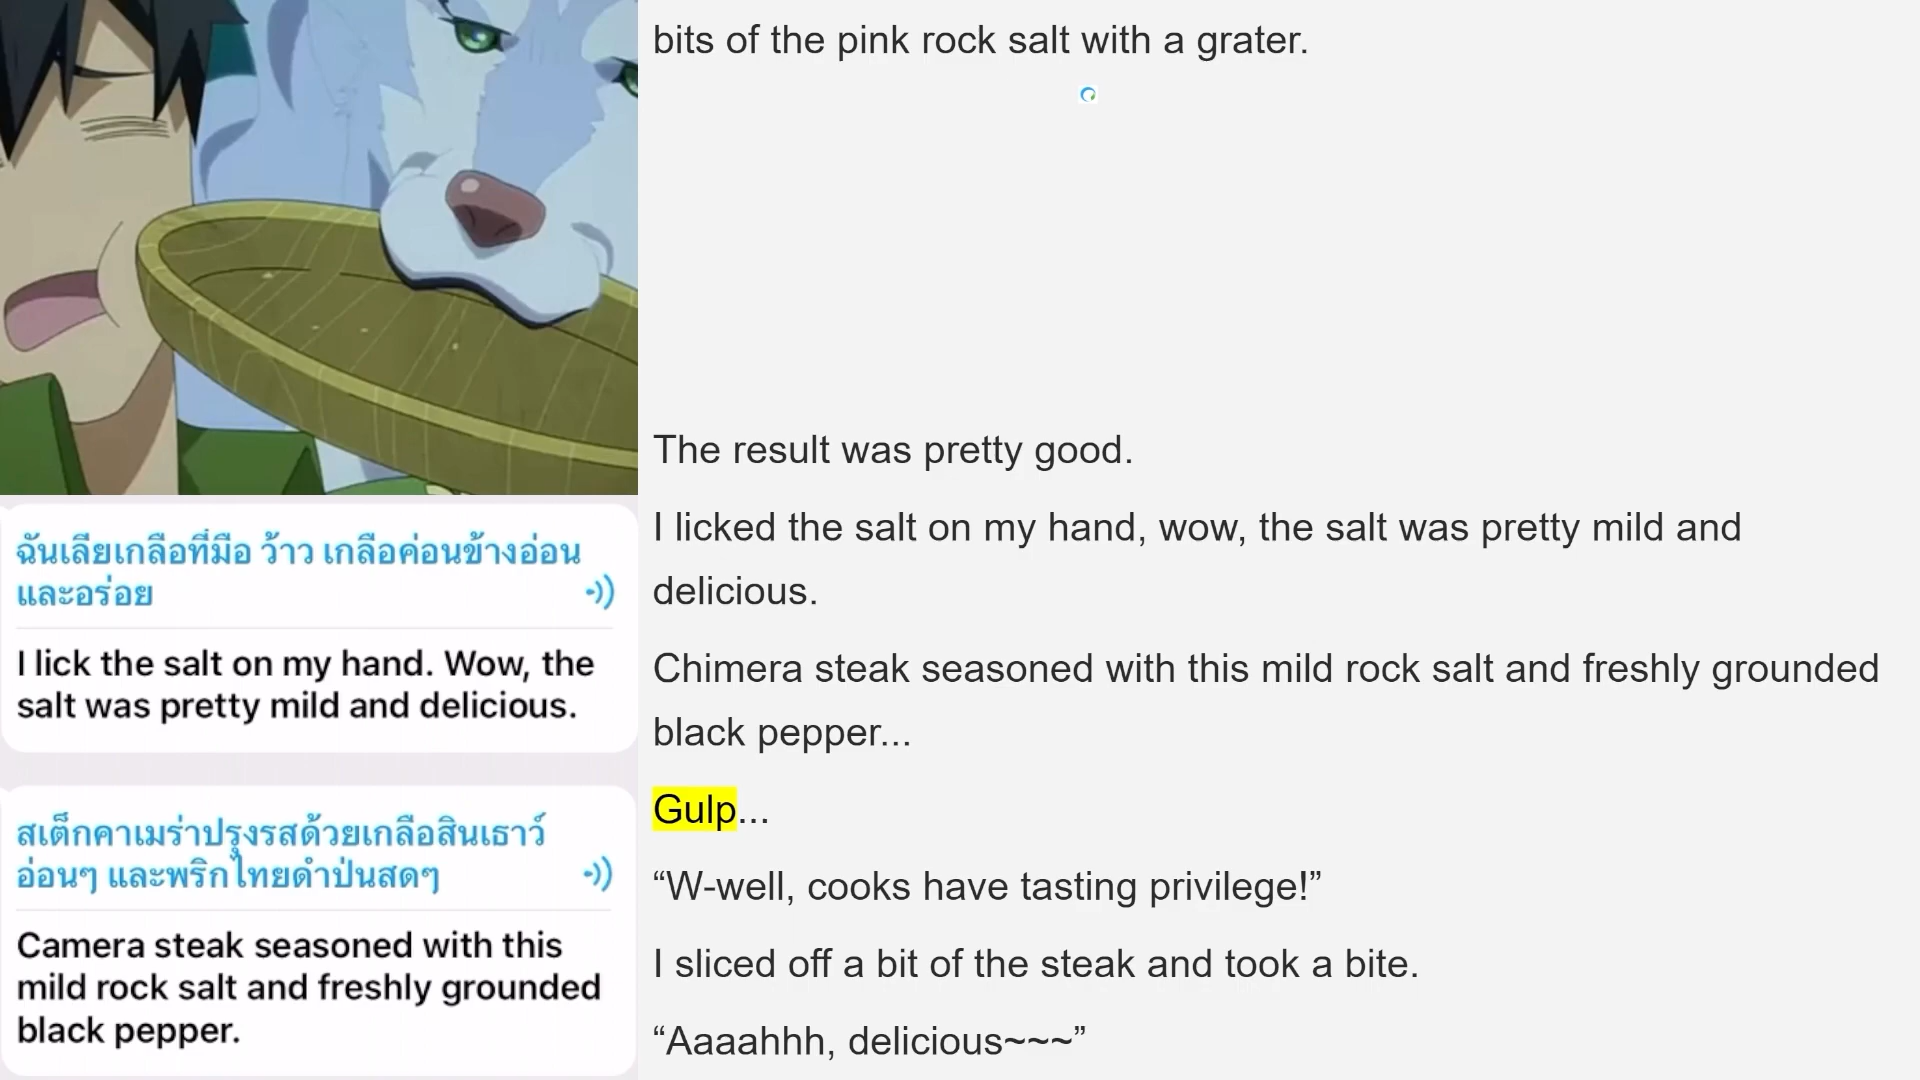 ฉันเลียเกลือที่มือ ว้าว เกลือค่อนข้างอ่อน
และอร่อย
I lick the salt on my hand. Wow, the
salt was pretty mild and delicious.
สเต็กคาเมร่าปรุงรสด้วยเกลือสินเธาว์
อ่อนๆ และพริกไทยดำป่นสดๆ
Camera steak seasoned with this
mild rock salt and freshly grounded
black pepper.
bits of the pink rock salt with a grater.
The result was pretty good.
I licked the salt on my hand, wow, the salt was pretty mild and
delicious.
Chimera steak seasoned with this mild rock salt and freshly grounded
black pepper...
Gulp...
“W-well, cooks have tasting privilege!”
I sliced off a bit of the steak and took a bite.
“Aaaahhh, delicious~~~”